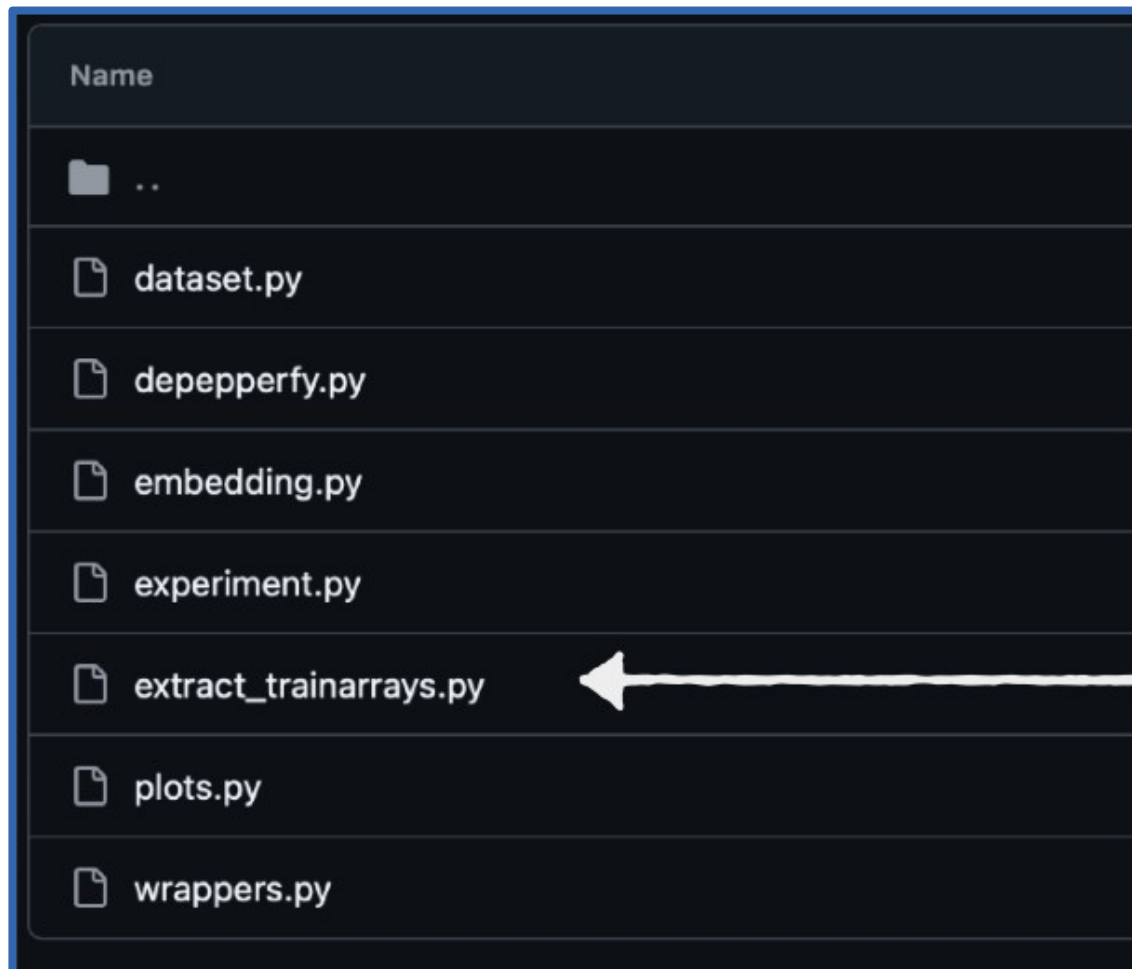 Name
..
dataset.py
depepperfy.py
embedding.py
experiment.py
extract_trainarrays.py
plots.py
wrappers.py